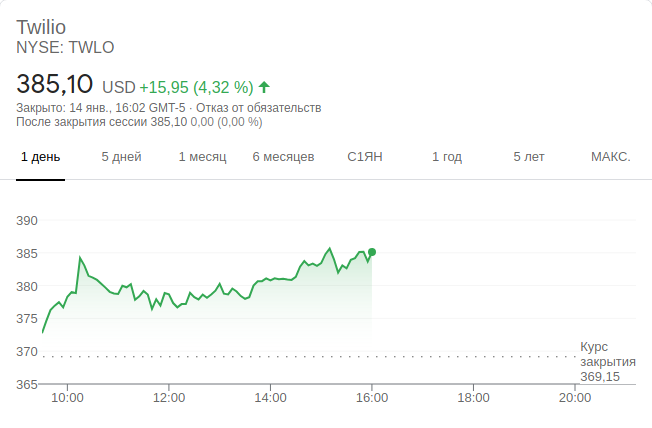 Twilio
NYSE: TWLO
385,10 USD +15,95 (4,32 %)
Закрыто: 14 янв., 16:02 GMT-5 · Отказ от обязательств
После закрытия сессии 385,10 0,00 (0,00 %)
1 день 5 дней 1 месяц 6 месяцев С1ЯН 1 год 5 лет МАКС.
390
385
380
375
370
365
Курс
закрытия
369,15
10:00 12:00 14:00 16:00 18:00 20:00